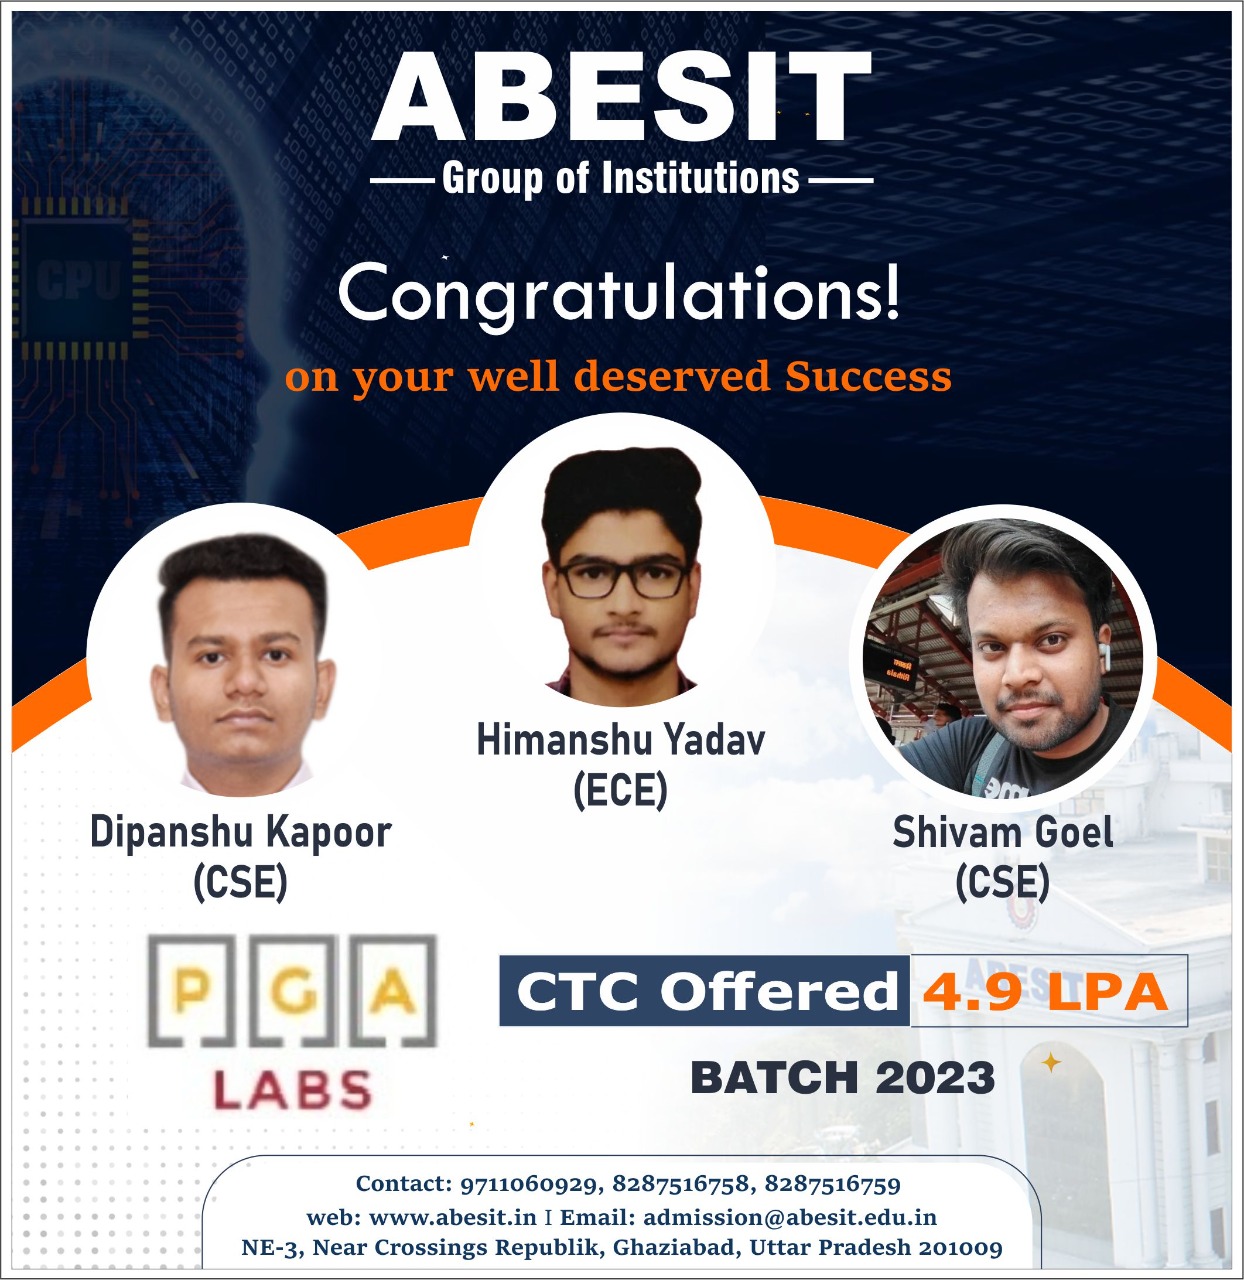 ABESIT
Group of Institutions
CPU
Congratulations!
on your well deserved Success
Himanshu Yadav
(ECE)
Dipanshu Kapoor
(CSE)
Shivam Goel
(CSE)
P G A
LABS
CTC Offered 4.9 LPA
ABESIT
BATCH 2023
Contact: 9711060929, 8287516758, 8287516759
web: www.abesit.in I Email: admission@abesit.edu.in
NE-3, Near Crossings Republik, Ghaziabad, Uttar Pradesh 201009